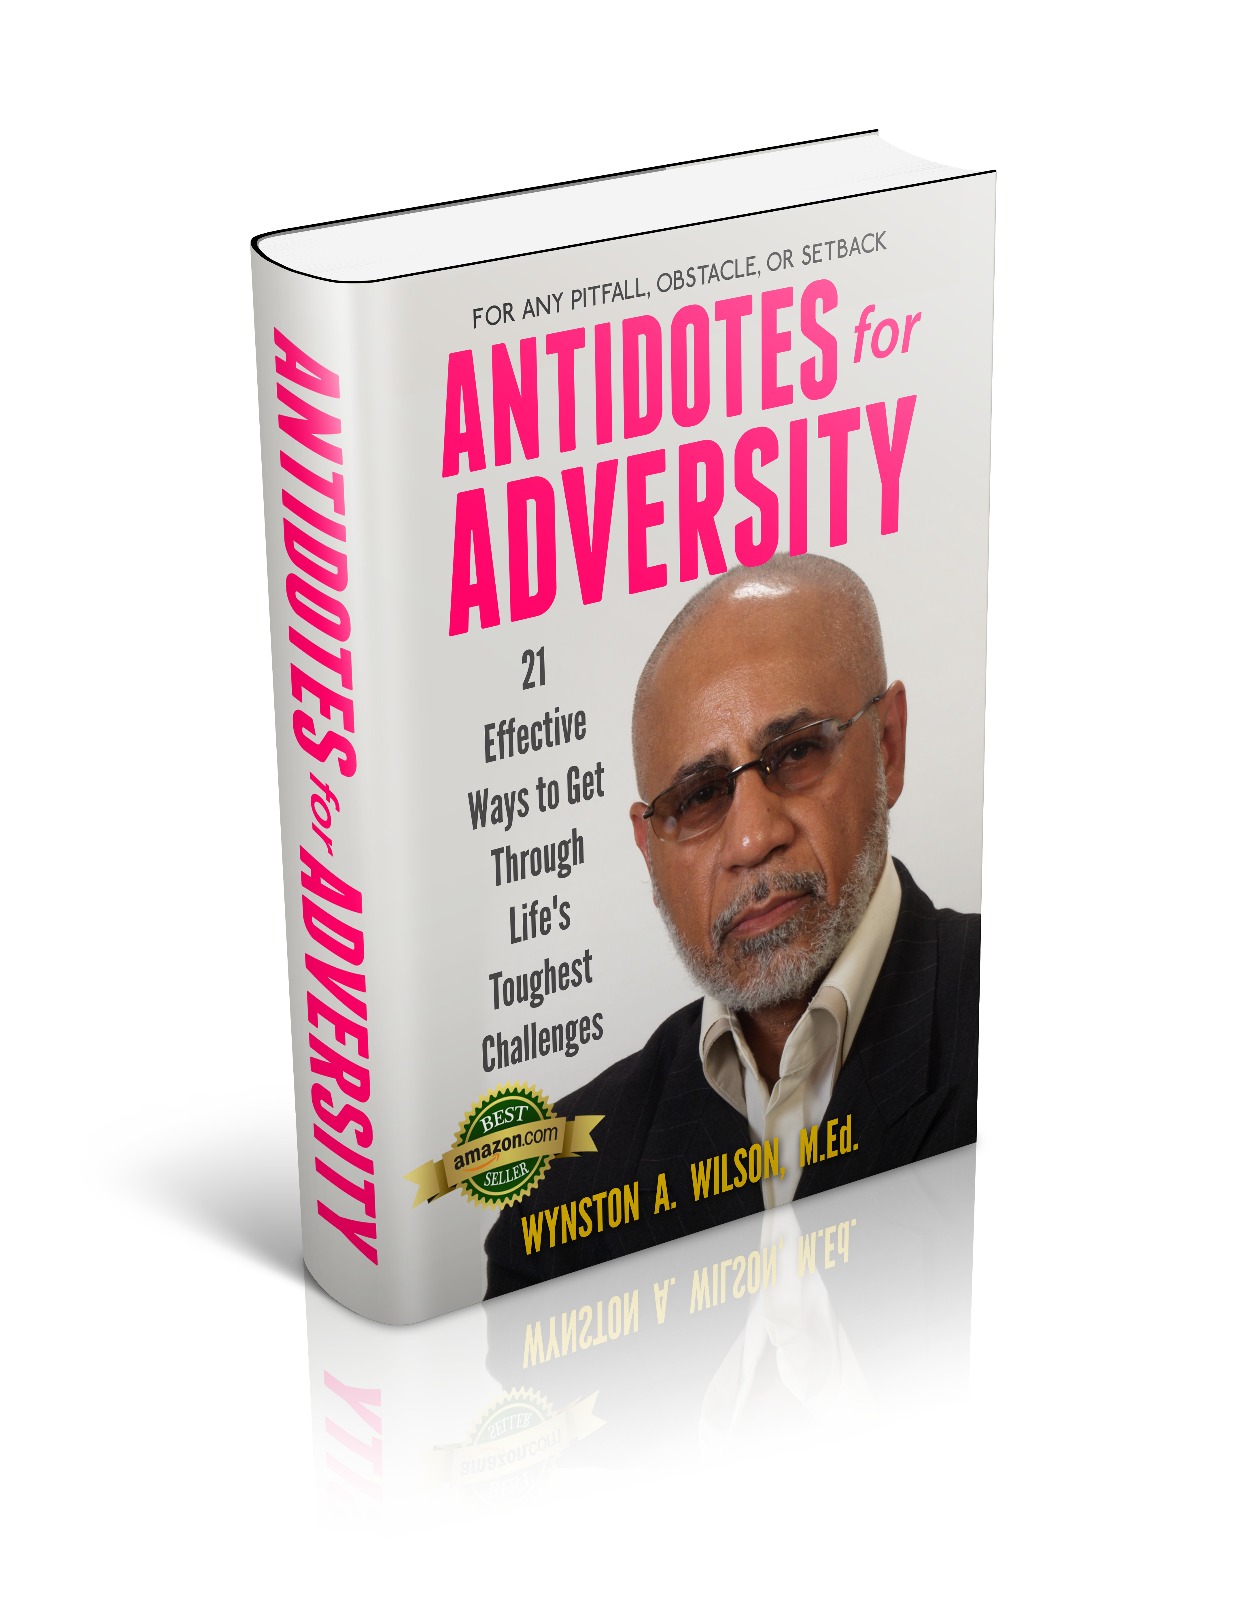 FOR ANY PITFALL, OBSTACLE, OR SETBACK
ANTIDOTES for
ADVERSITY
21
Effective
Ways to Get
Through
Life's
Toughest
Challenges
BEST
amazon.com
SELLER
WYNSTON A. WILSON, M.Ed.
ANTIDOTES for ADVERSITY